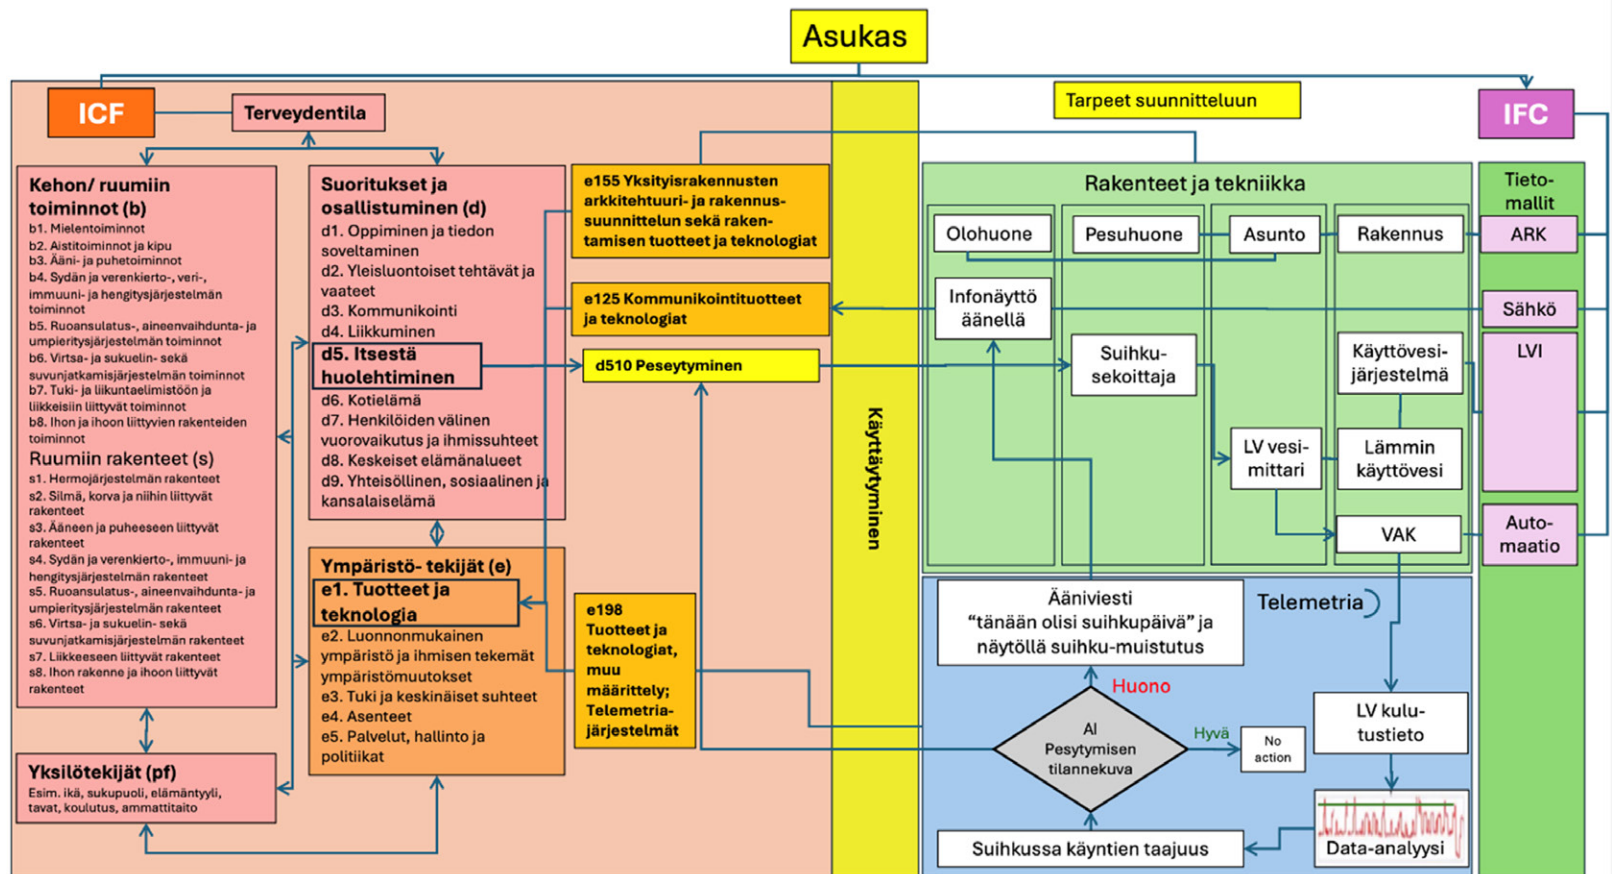 Asukas
ICF
Terveydentila
Kehon/ ruumiin
toiminnot (b)
b1. Mielentoiminnot
b2. Aistitoiminnot ja kipu
b3. Ääni- ja puhetoiminnot
b4. Sydän ja verenkierto-, veri-,
immuuni- ja hengitysjärjestelmän
toiminnot
b5. Ruoansulatus-, aineenvaihdunta- ja
umpieritysjärjestelmän toiminnot
b6. Virtsa- ja sukuelin- sekä
suvunjatkamisjärjestelmän toiminnot
b7. Tuki- ja liikuntaelimistöön ja
liikkeisiin liittyvät toiminnot
b8. Ihon ja ihoon liittyvien rakenteiden
toiminnot
Ruumiin rakenteet (s)
s1. Hermojärjestelmän rakenteet
s2. Silmä, korva ja niihin liittyvät
rakenteet
s3. Ääneen ja puheeseen liittyvät
rakenteet
s4. Sydän ja verenkierto-, immuuni- ja
hengitysjärjestelmän rakenteet
s5. Ruoansulatus-, aineenvaihdunta- ja
umpieritysjärjestelmän rakenteet
s6. Virtsa- ja sukuelin- sekä
suvunjatkamisjärjestelmän rakenteet
s7. Liikkeeseen liittyvät rakenteet
s8. Ihon rakenne ja ihoon liittyvät
rakenteet
Yksilötekijät (pf)
Esim. ikä, sukupuoli, elämäntyyli,
tavat, koulutus, ammattitaito
Suoritukset ja
osallistuminen (d)
d1. Oppiminen ja tiedon
soveltaminen
d2. Yleisluontoiset tehtävät ja
vaateet
d3. Kommunikointi
d4. Liikkuminen
d5. Itsestä
huolehtiminen
d6. Kotielämä
d7. Henkilöiden välinen
vuorovaikutus ja ihmissuhteet
d8. Keskeiset elämänalueet
d9. Yhteisöllinen, sosiaalinen ja
kansalaiselämä
Ympäristö- tekijät (e)
e1. Tuotteet ja
teknologia
e2. Luonnonmukainen
ympäristö ja ihmisen tekemät
ympäristömuutokset
e3. Tuki ja keskinäiset suhteet
e4. Asenteet
e5. Palvelut, hallinto ja
politiikat
e155 Yksityisrakennusten
arkkitehtuuri- ja rakennus-
suunnittelun sekä raken-
tamisen tuotteet ja teknologiat
e125 Kommunikointituotteet
ja teknologiat
d510 Peseytyminen
e198
Tuotteet ja
teknologiat,
muu
määrittely;
Telemetria-
järjestelmät
Käyttäytyminen
Tarpeet suunnitteluun
IFC
Rakenteet ja tekniikka
Olohuone
Pesuhuone
Asunto
Rakennus
Infonäyttö
äänellä
Suihku-
sekoittaja
Käyttövesi-
järjestelmä
LV vesi-
mittari
Lämmin
käyttövesi
VAK
Tieto-
mallit
ARK
Sähkö
LVI
Auto-
maatio
Ääniviesti
“tänään olisi suihkupäivä” ja
näytöllä suihku-muistutus
Telemetria
Huono
AI
Pesytymisen
tilannekuva
Hyvä
No
action
LV kulu-
tustieto
Data-analyysi
Suihkussa käyntien taajuus